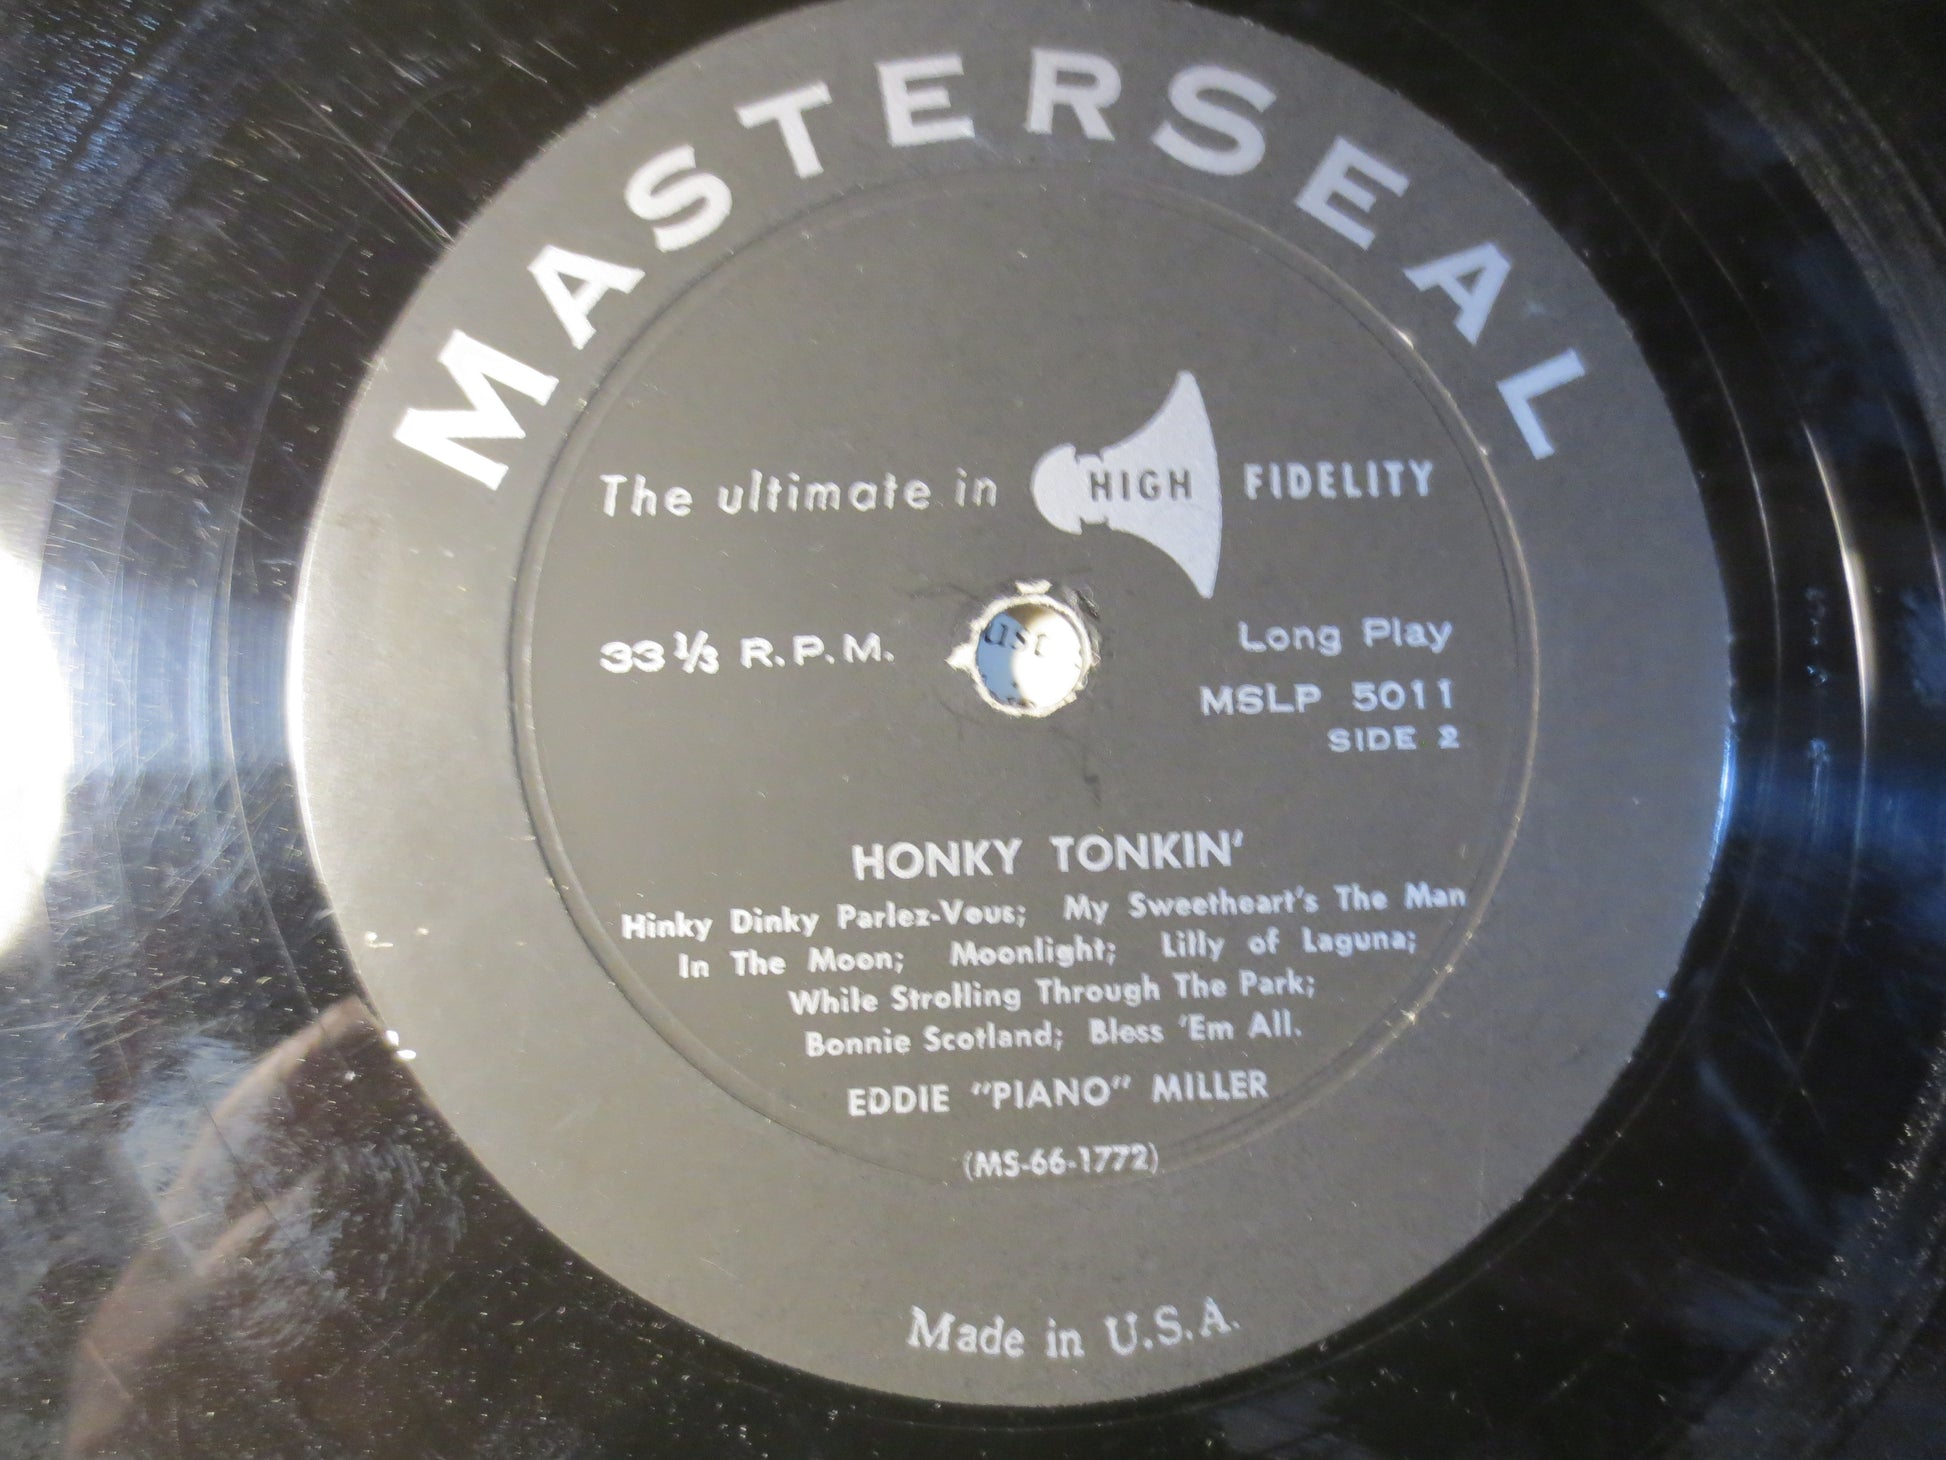 MASTERSEAL
The ultimate in HIGH FIDELITY
33 1/3 R.P.M.
Long Play
MSLP 5011
SIDE 2
ust
HONKY TONKIN'
Hinky Dinky Parlez-Vous; My Sweetheart's The Man
In The Moon; Moonlight; Lilly of Laguna;
While Strolling Through The Park;
Bonnie Scotland; Bless 'Em All.
EDDIE "PIANO" MILLER
(MS-66-1772)
Made in U.S.A.